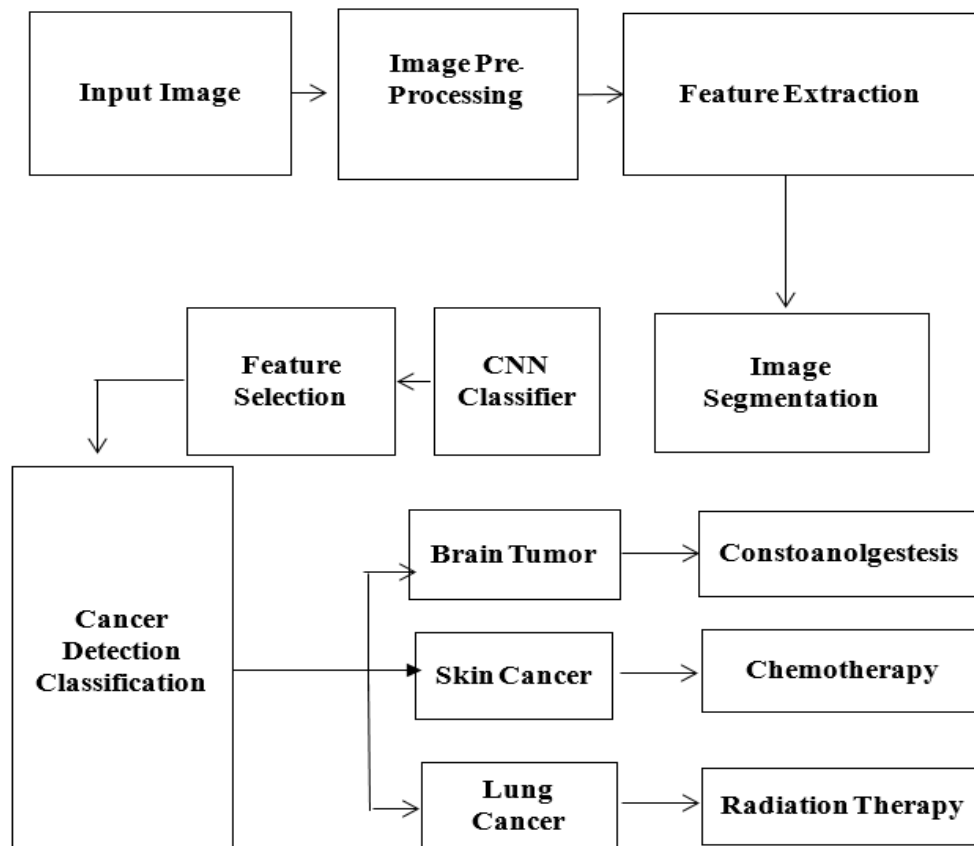 Input Image
Image Pre-
Processing
Feature Extraction
Image
Segmentation
CNN
Classifier
Feature
Selection
Cancer
Detection
Classification
Brain Tumor
Constoanolgestesis
Skin Cancer
Chemotherapy
Lung
Cancer
Radiation Therapy